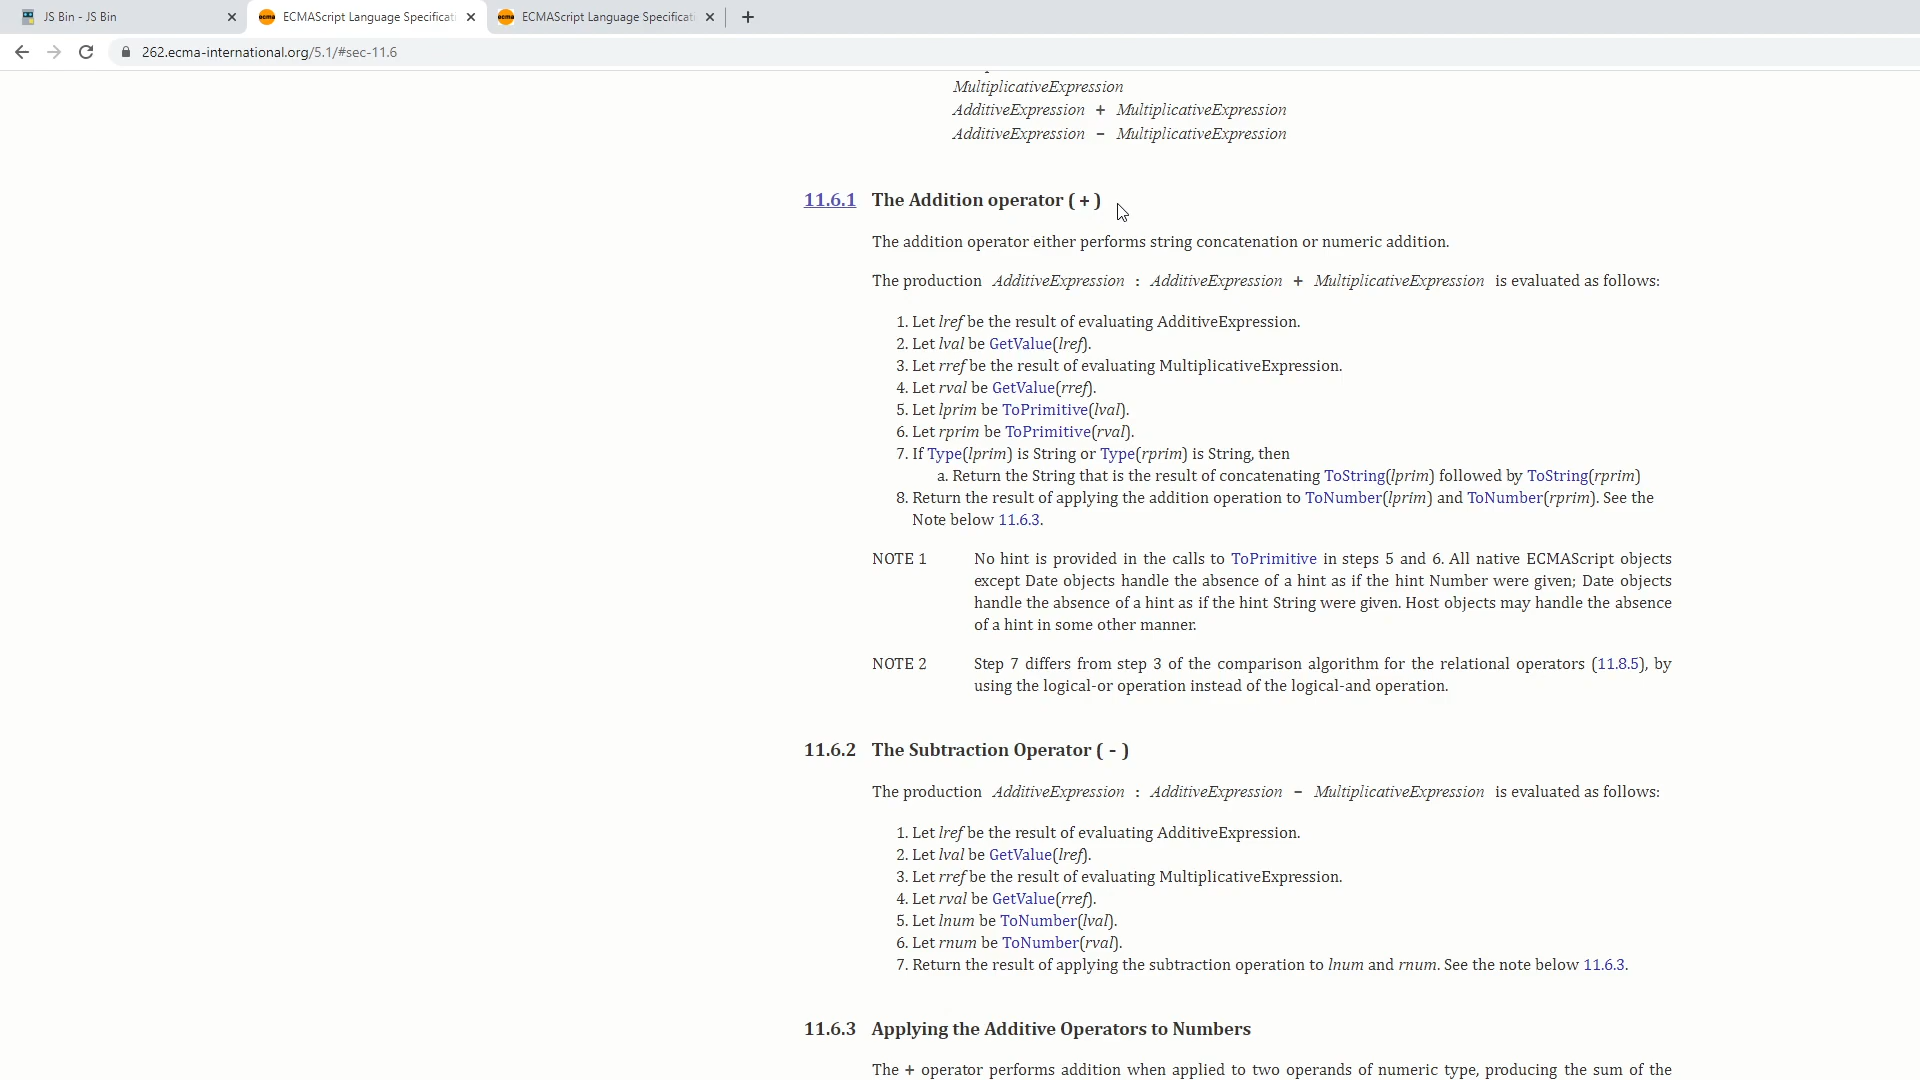 JS Bin - JS Bin
ECMAScript Language Specificati
ECMAScript Language Specificati
262.ecma-international.org/5.1/#sec-11.6
MultiplicativeExpression
AdditiveExpression + MultiplicativeExpression
AdditiveExpression - MultiplicativeExpression
11.6.1 The Addition operator ( + )
The addition operator either performs string concatenation or numeric addition.
The production AdditiveExpression : AdditiveExpression + MultiplicativeExpression is evaluated as follows:
1. Let lref be the result of evaluating AdditiveExpression.
2. Let lval be GetValue(lref).
3. Let rref be the result of evaluating MultiplicativeExpression.
4. Let rval be GetValue(rref).
5. Let lprim be ToPrimitive(lval).
6. Let rprim be ToPrimitive(rval).
7. If Type(lprim) is String or Type(rprim) is String, then
a. Return the String that is the result of concatenating ToString(lprim) followed by ToString(rprim)
8. Return the result of applying the addition operation to ToNumber(lprim) and ToNumber(rprim). See the
Note below 11.6.3.
NOTE 1 No hint is provided in the calls to ToPrimitive in steps 5 and 6. All native ECMAScript objects
except Date objects handle the absence of a hint as if the hint Number were given; Date objects
handle the absence of a hint as if the hint String were given. Host objects may handle the absence
of a hint in some other manner.
NOTE 2 Step 7 differs from step 3 of the comparison algorithm for the relational operators (11.8.5), by
using the logical-or operation instead of the logical-and operation.
11.6.2 The Subtraction Operator ( - )
The production AdditiveExpression : AdditiveExpression - MultiplicativeExpression is evaluated as follows:
1. Let lref be the result of evaluating AdditiveExpression.
2. Let lval be GetValue(lref).
3. Let rref be the result of evaluating MultiplicativeExpression.
4. Let rval be GetValue(rref).
5. Let lnum be ToNumber(lval).
6. Let rnum be ToNumber(rval).
7. Return the result of applying the subtraction operation to lnum and rnum. See the note below 11.6.3.
11.6.3 Applying the Additive Operators to Numbers
The + operator performs addition when applied to two operands of numeric type, producing the sum of the